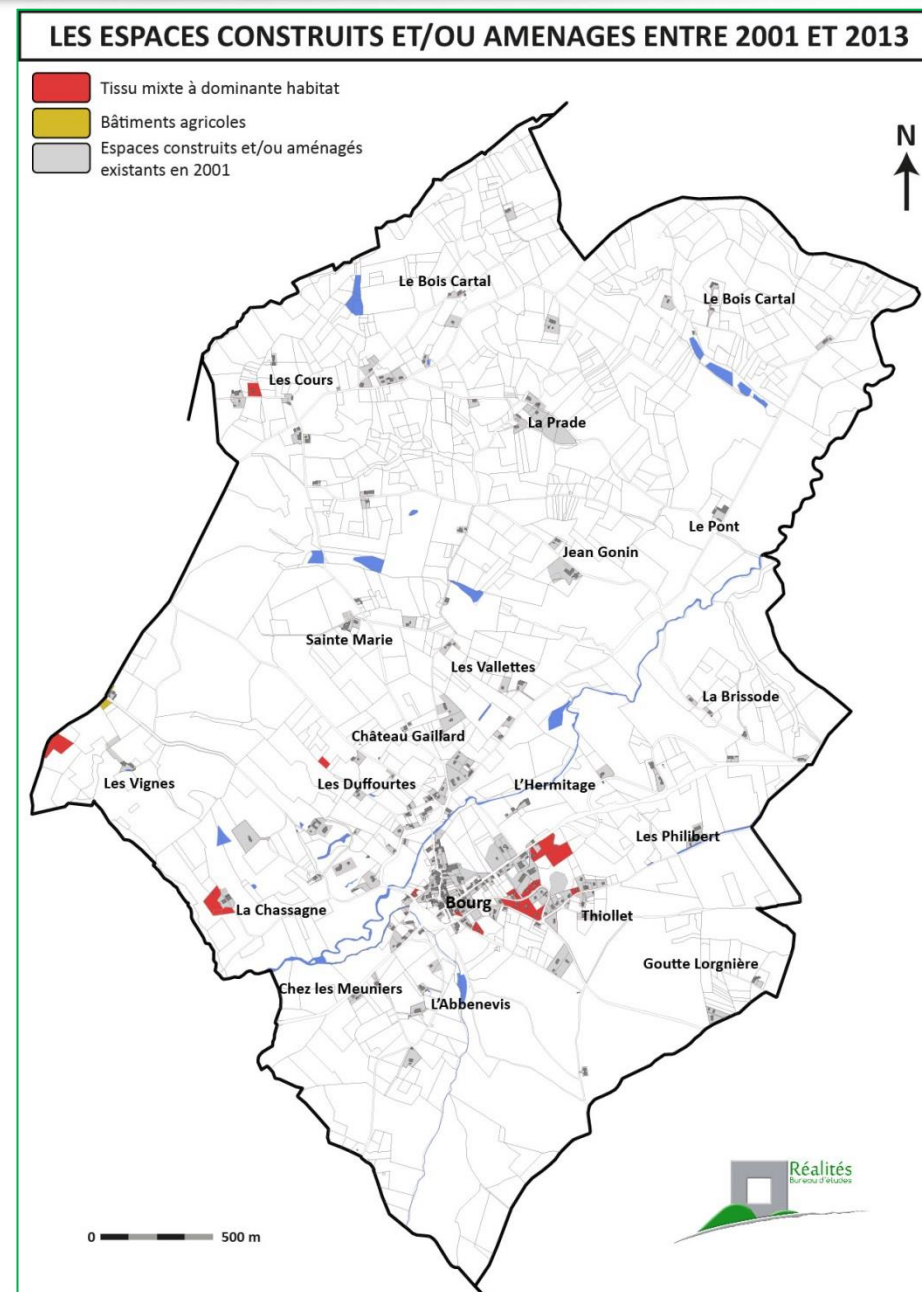 LES ESPACES CONSTRUITS ET/OU AMENAGES ENTRE 2001 ET 2013
Tissu mixte à dominante habitat
Bâtiments agricoles
Espaces construits et/ou aménagés
existants en 2001
N
Le Bois Cartal
Le Bois Cartal
Les Cours
La Prade
Le Pont
Jean Gonin
Sainte Marie
Les Vallettes
La Brissode
Château Gaillard
Les Vignes
Les Duffourtes
L'Hermitage
Les Philibert
La Chassagne
Bourg
Thiollet
Goutte Lorgnière
Chez les Meuniers
L'Abbenevis
Réalités
Bureau d'études
0
500 m